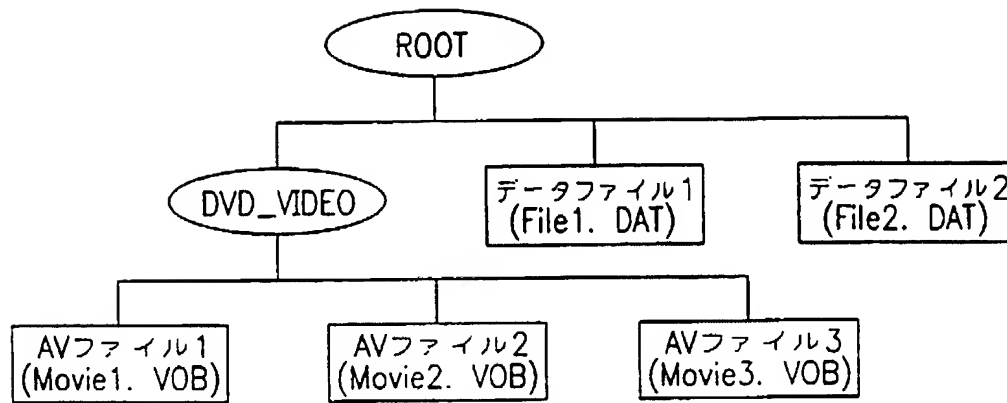 ROOT
DVD_VIDEO
データファイル1
(File1. DAT)
データファイル2
(File2. DAT)
AVファイル1
(Movie1. VOB)
AVファイル2
(Movie2. VOB)
AVファイル3
(Movie3. VOB)